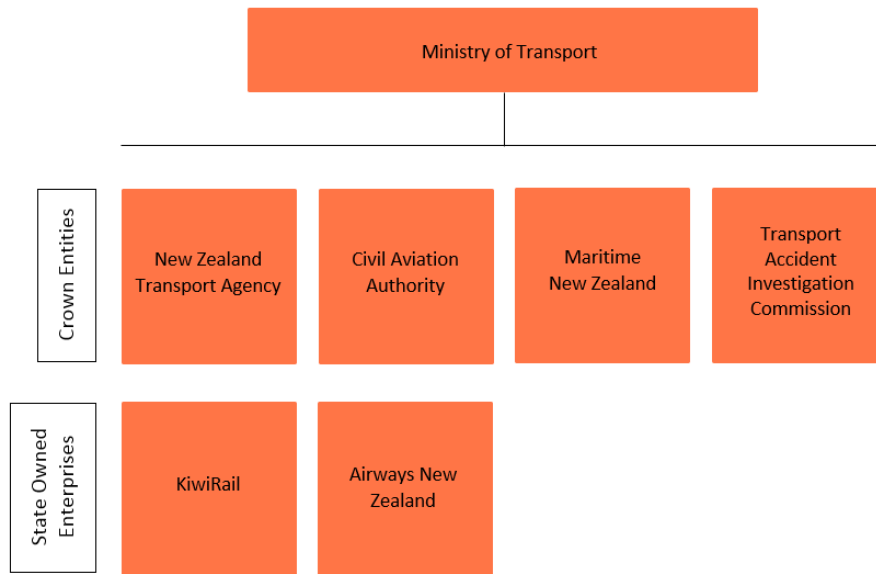 Ministry of Transport
Crown Entities
New Zealand
Transport Agency
Civil Aviation
Authority
Maritime
New Zealand
Transport
Accident
Investigation
Commission
State Owned
Enterprises
KiwiRail
Airways New
Zealand